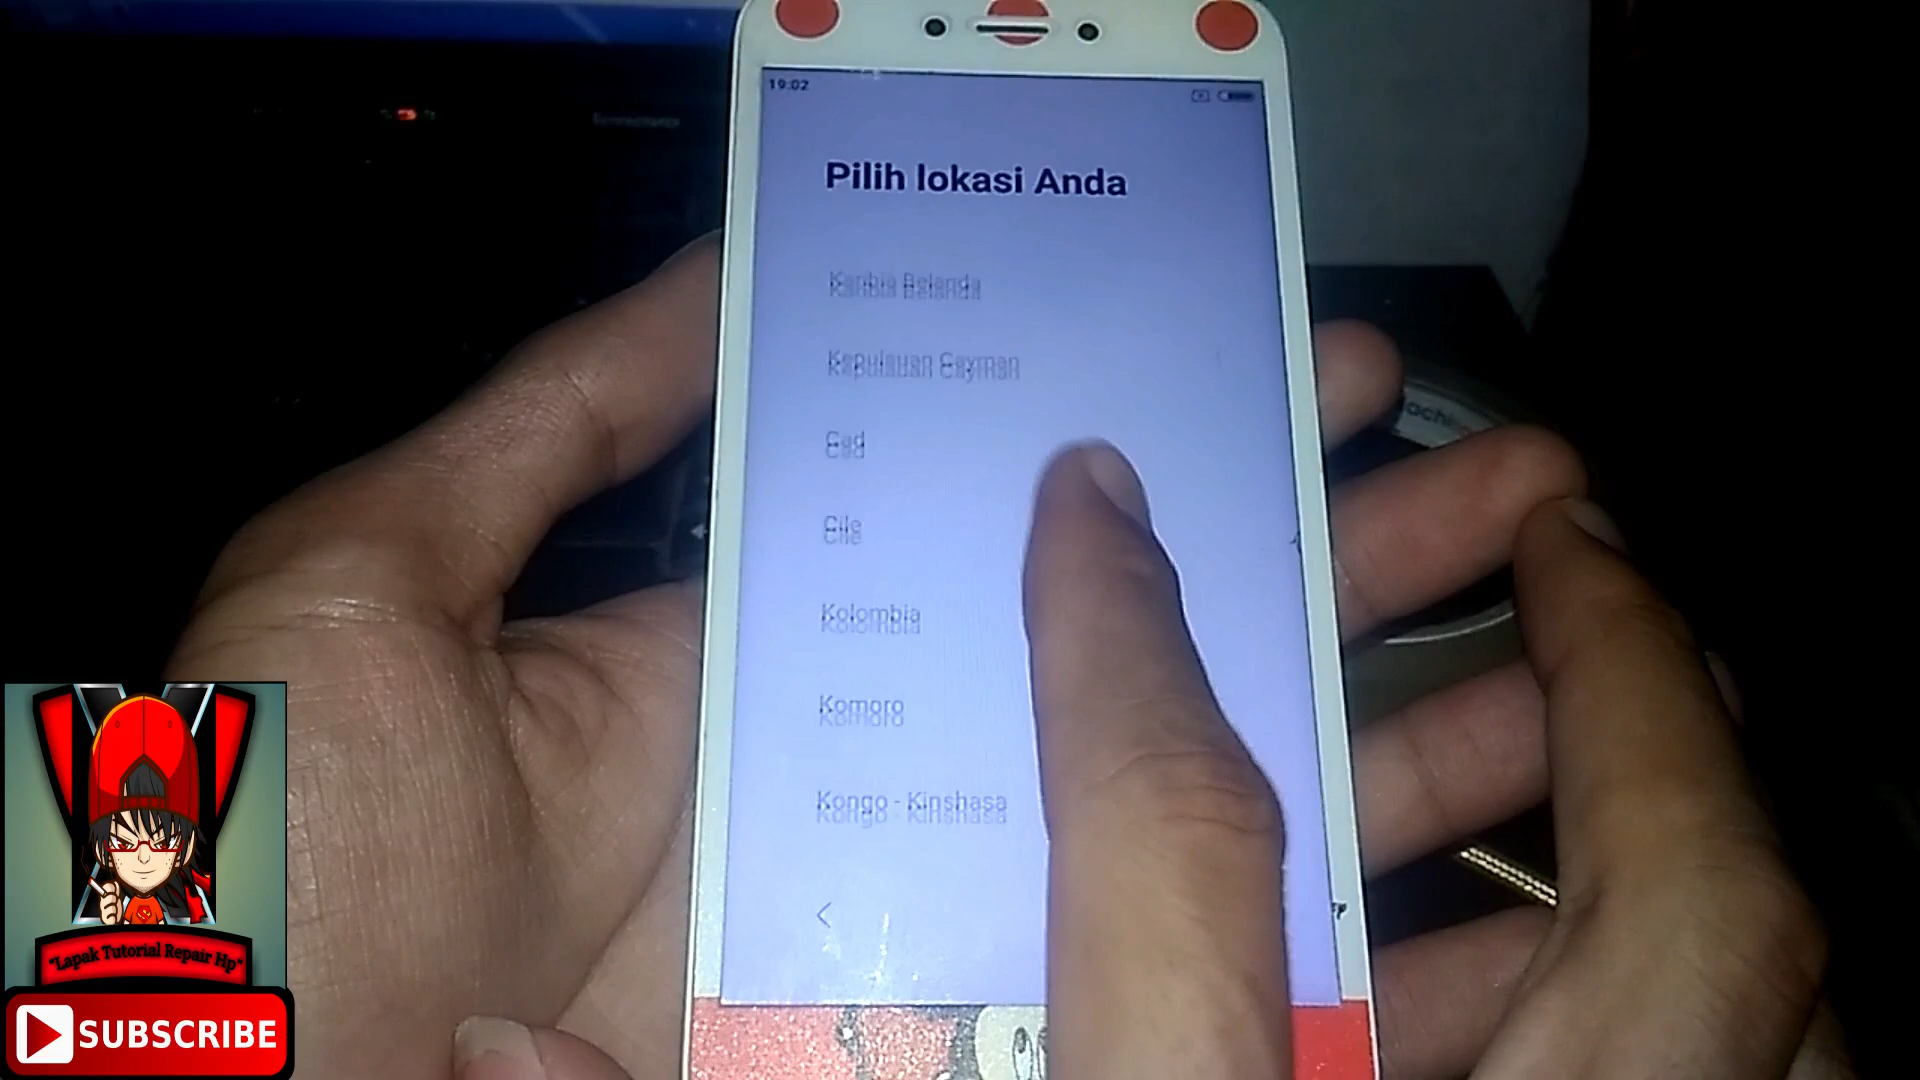 19:02
Pilih lokasi Anda
Karibia Belanda
Kepulauan Cayman
Cad
Cile
Kolombia
Komoro
Kongo - Kinshasa
"Lapak Tutorial Repair Hp"
SUBSCRIBE